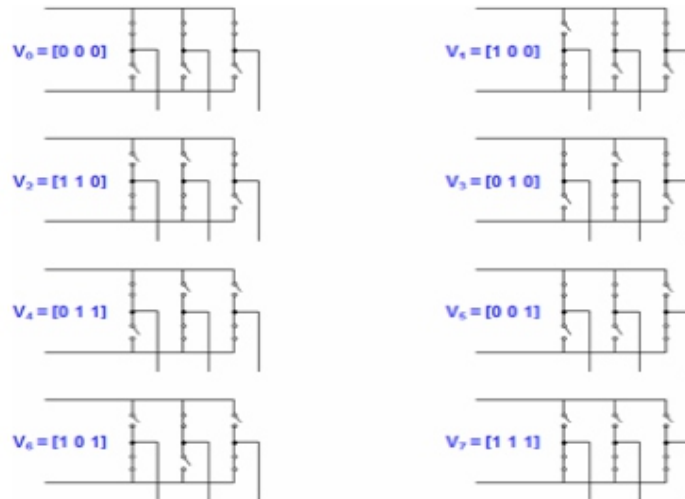 V₀ = [0 0 0]
V₁ = [1 0 0]
V₂ = [1 1 0]
V₃ = [0 1 0]
V₄ = [0 1 1]
V₅ = [0 0 1]
V₆ = [1 0 1]
V₇ = [1 1 1]